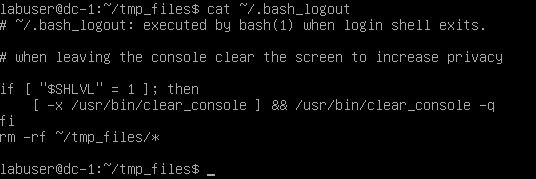 labuser@dc-1:~/tmp_files$ cat ~/.bash_logout
# ~/.bash_logout: executed by bash(1) when login shell exits.

# when leaving the console clear the screen to increase privacy

if [ "$SHLVL" = 1 ]; then
    [ -x /usr/bin/clear_console ] && /usr/bin/clear_console -q
fi
rm -rf ~/tmp_files/*

labuser@dc-1:~/tmp_files$ _